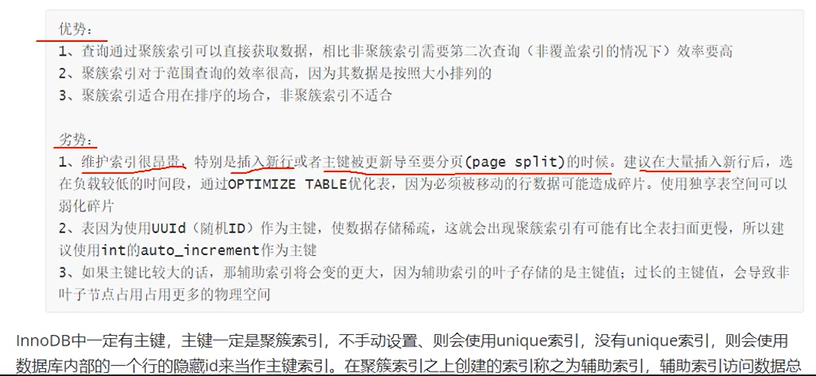 优势：
1、查询通过聚簇索引可以直接获取数据，相比非聚簇索引需要第二次查询（非覆盖索引的情况下）效率要高
2、聚簇索引对于范围查询的效率很高，因为其数据是按照大小排列的
3、聚簇索引适合用在排序的场合，非聚簇索引不适合
劣势：
1、维护索引很昂贵，特别是插入新行或者主键被更新导至要分页(page split)的时候。建议在大量插入新行后，选
在负载较低的时间段，通过OPTIMIZE TABLE优化表，因为必须被移动的行数据可能造成碎片。使用独享表空间可以
弱化碎片
2、表因为使用UUId（随机ID）作为主键，使数据存储稀疏，这就会出现聚簇索引有可能有比全表扫面更慢，所以建
议使用int的auto_increment作为主键
3、如果主键比较大的话，那辅助索引将会变的更大，因为辅助索引的叶子存储的是主键值；过长的主键值，会导致非
叶子节点占用占用更多的物理空间
InnoDB中一定有主键，主键一定是聚簇索引，不手动设置、则会使用unique索引，没有unique索引，则会使用
数据库内部的一个行的隐藏id来当作主键索引。在聚簇索引之上创建的索引称之为辅助索引，辅助索引访问数据总